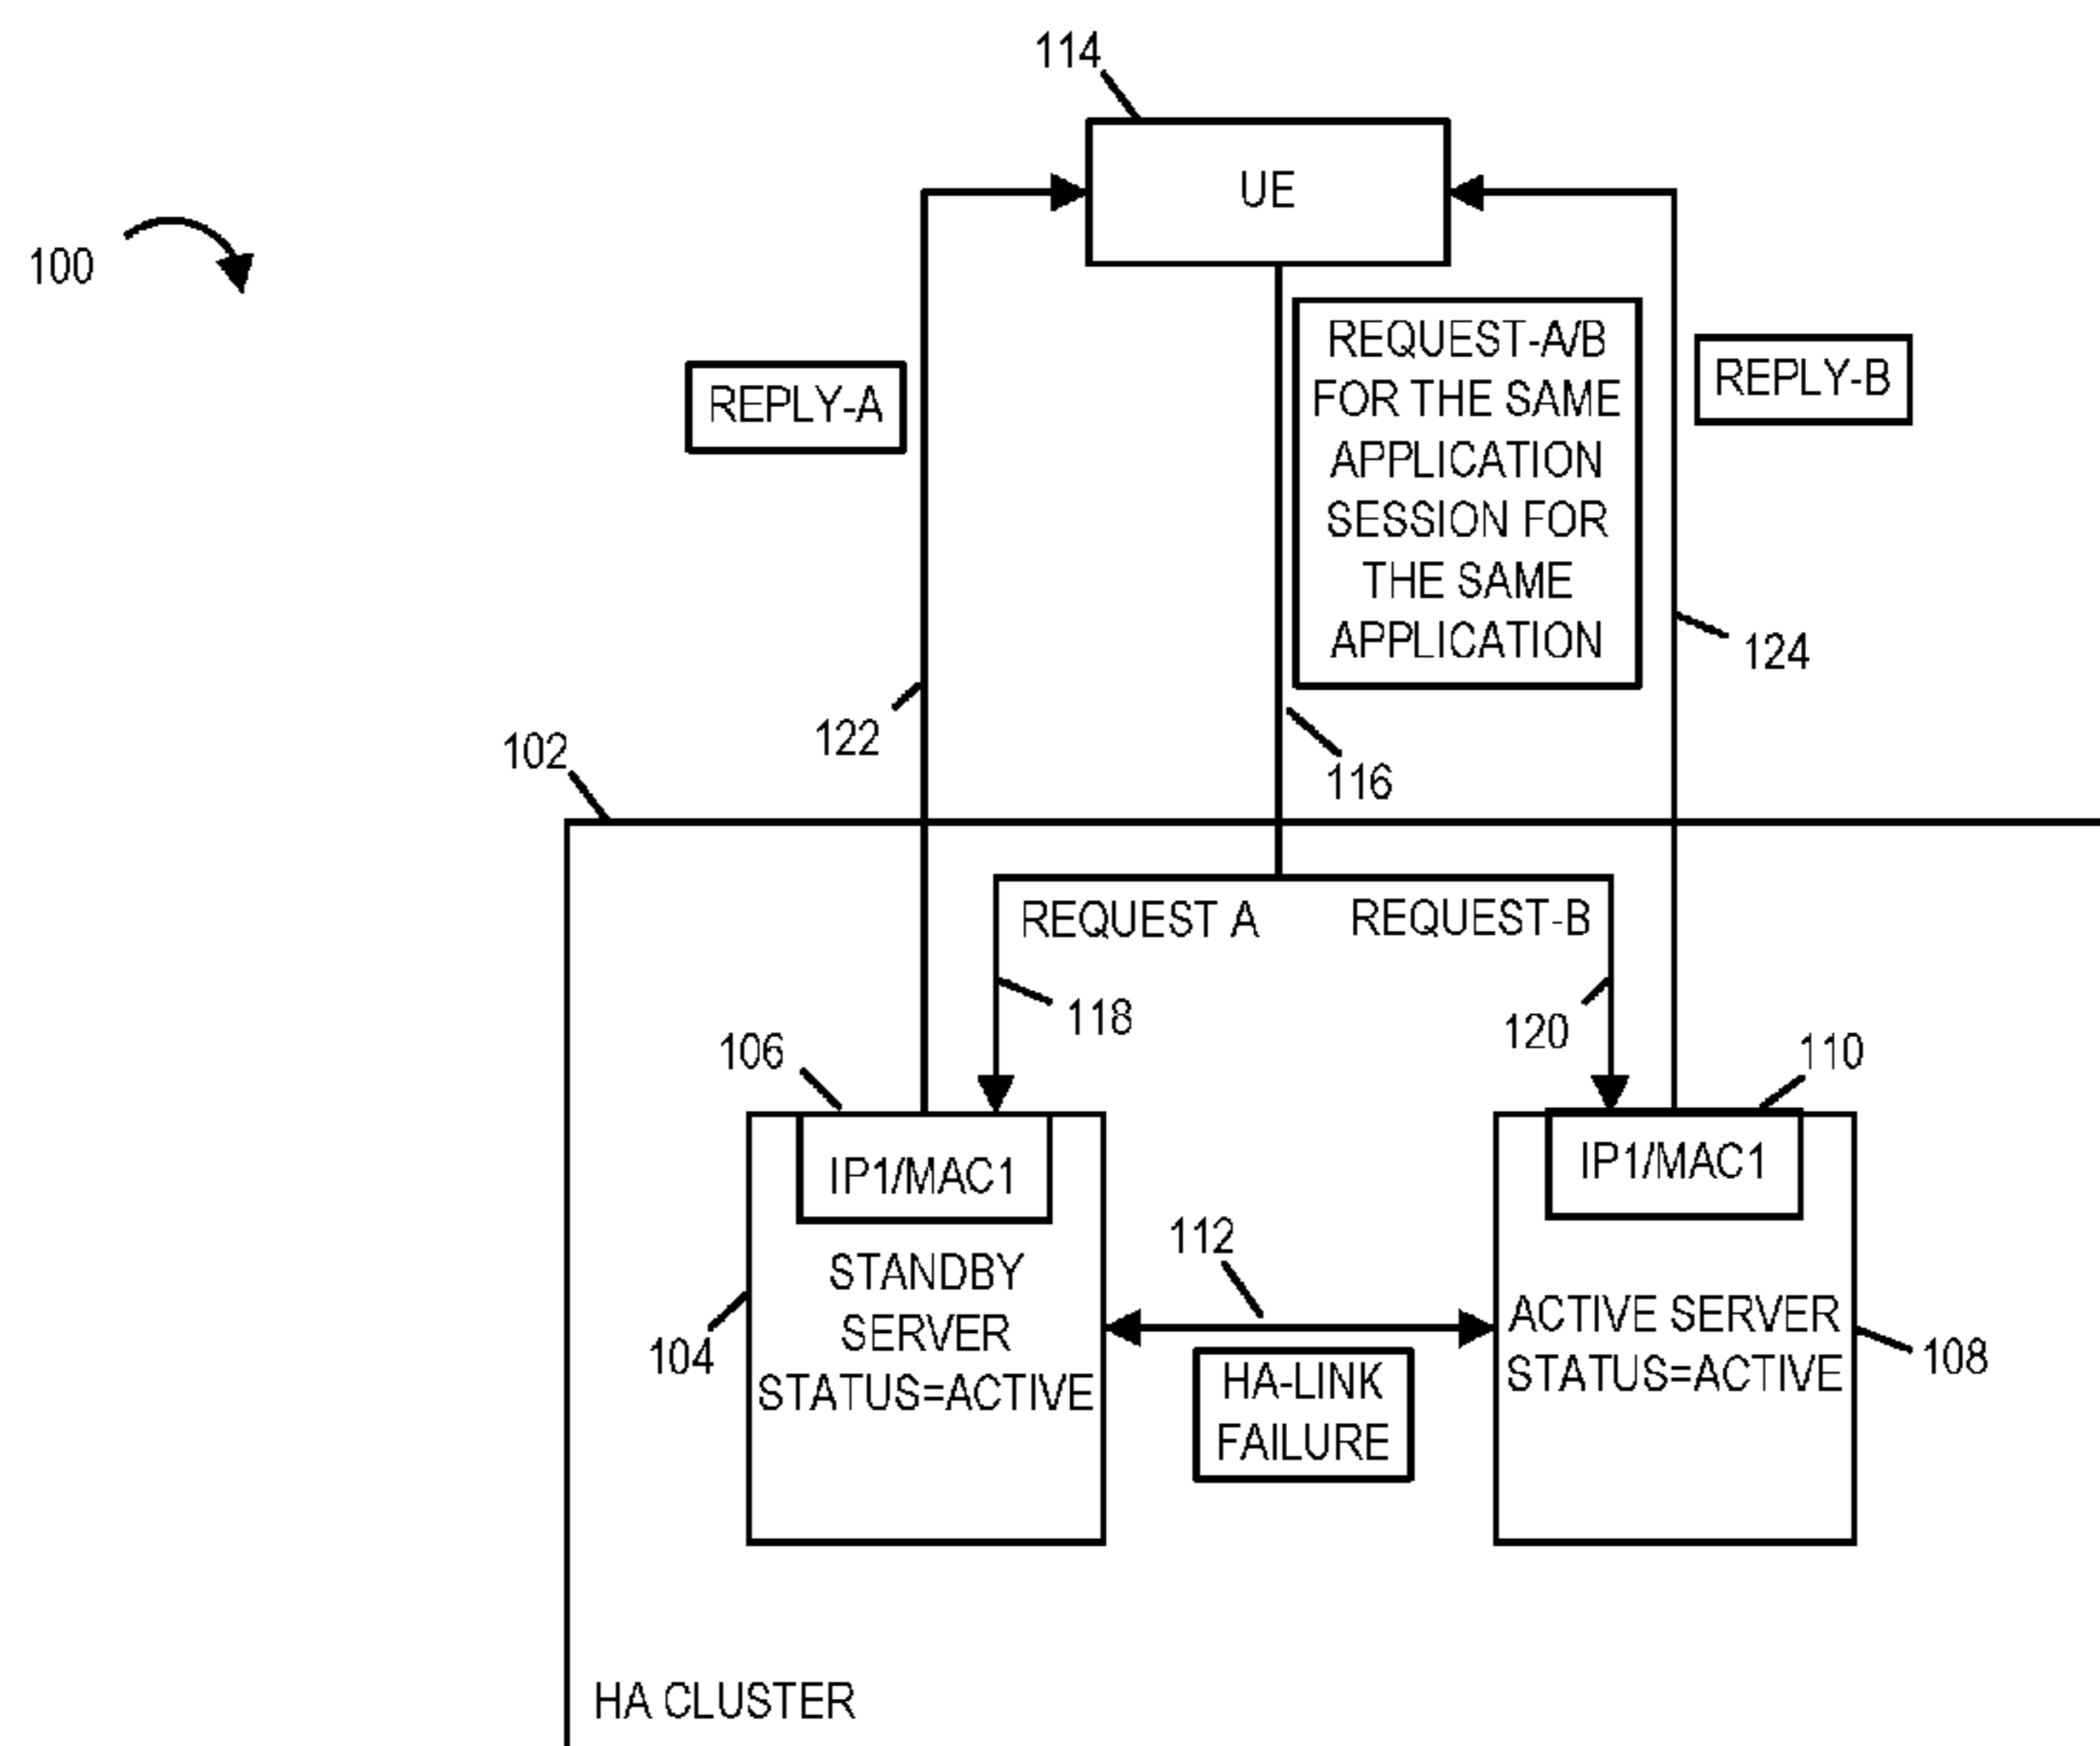 114
UE
100
REQUEST-A/B
FOR THE SAME
APPLICATION
SESSION FOR
THE SAME
APPLICATION
REPLY-A
REPLY-B
124
122
116
102
REQUEST A
REQUEST-B
118
120
106
110
IP1/MAC1
IP1/MAC1
STANDBY
SERVER
STATUS=ACTIVE
104
112
HA-LINK
FAILURE
ACTIVE SERVER
STATUS=ACTIVE
108
HA CLUSTER